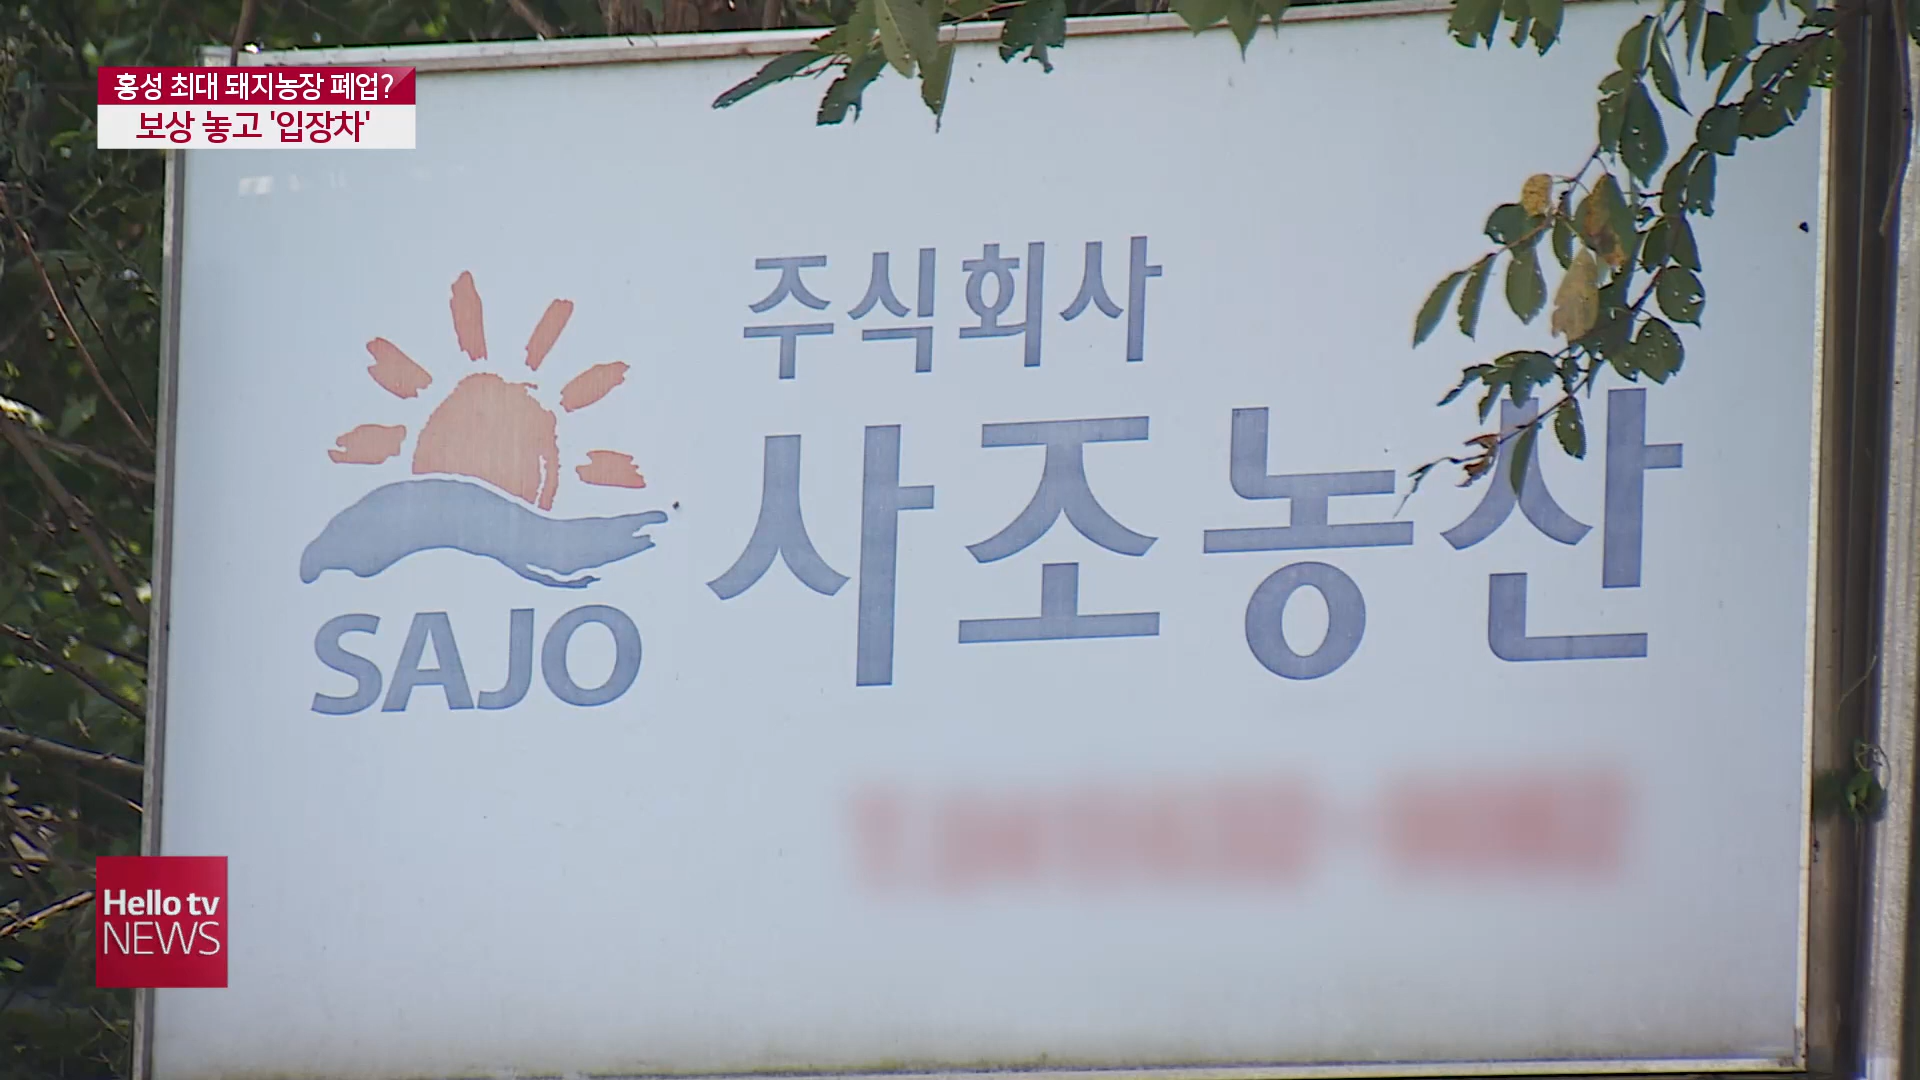 홍성 최대 돼지농장 폐업?
보상 놓고 '입장차'
주식회사
사조농산
SAJO
Hello tv
NEWS